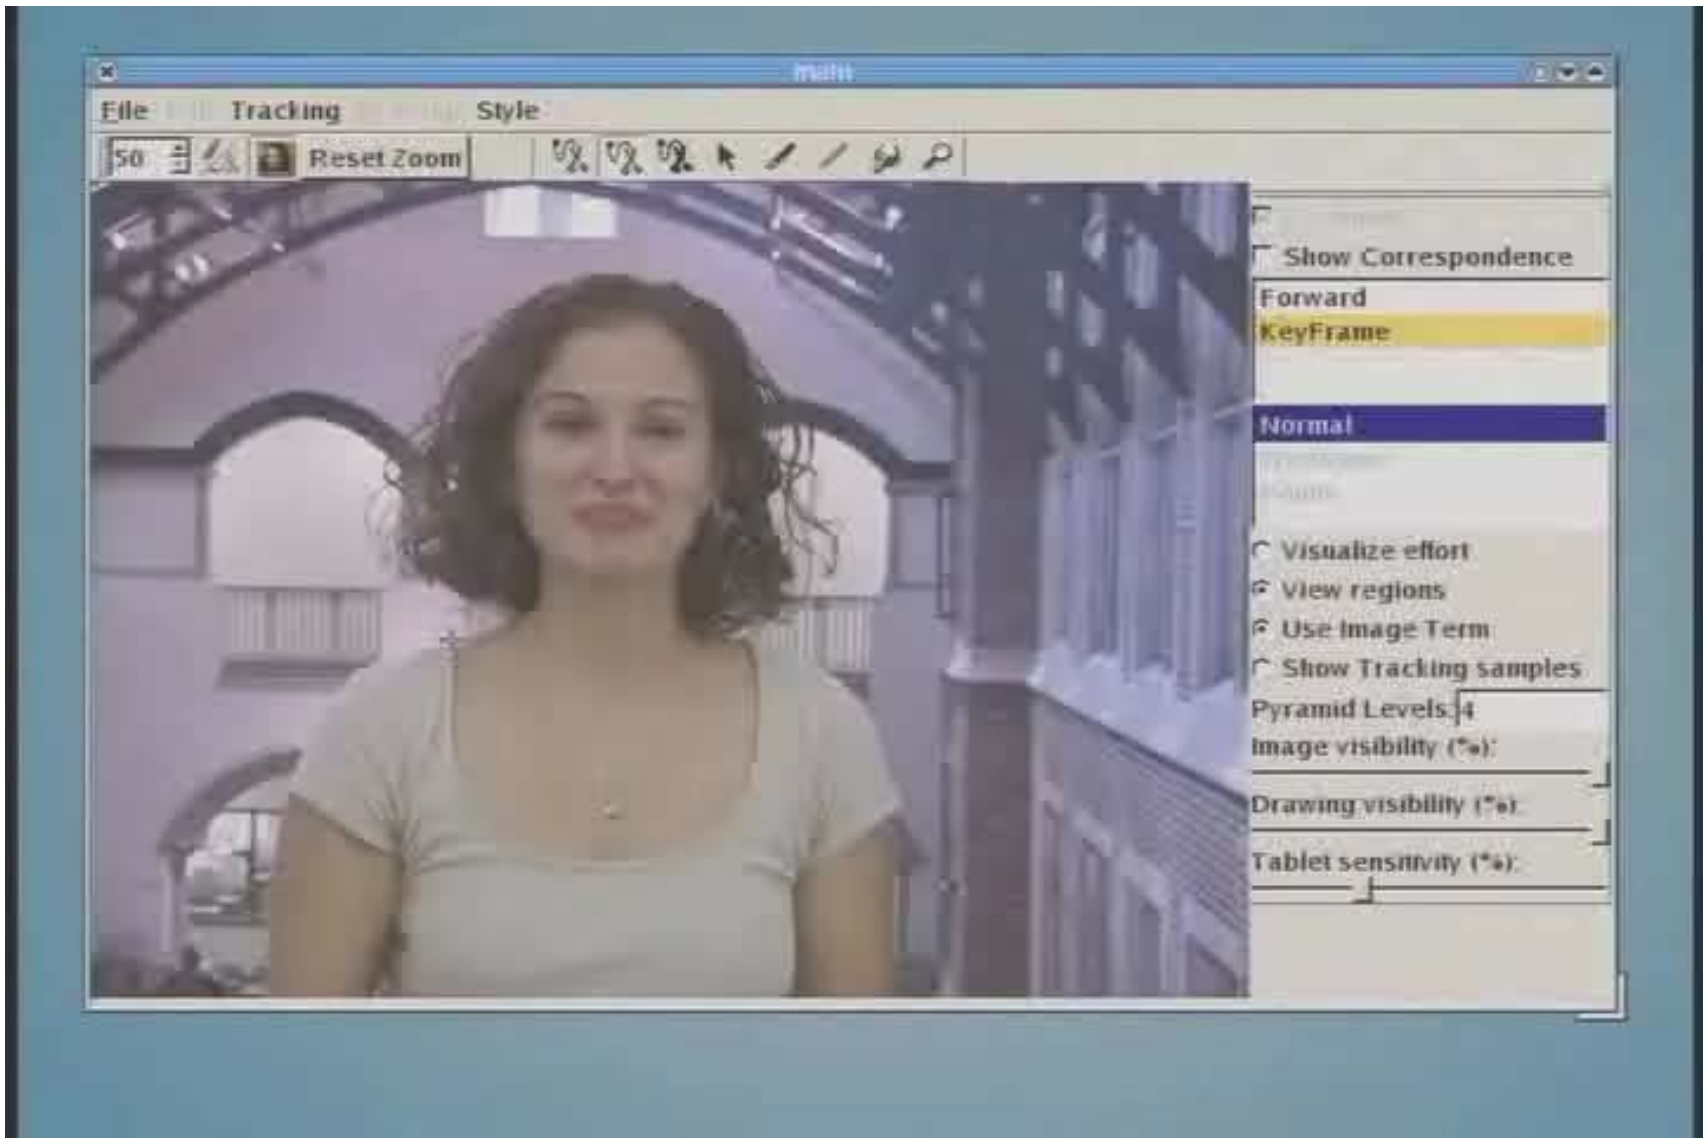 main
File Tracking Style
50 Reset Zoom
Show Correspondence
Forward
KeyFrame
Normal
Visualize effort
View regions
Use Image Term
Show Tracking samples
Pyramid Levels: 4
Image visibility (%):
Drawing visibility (%):
Tablet sensitivity (%):